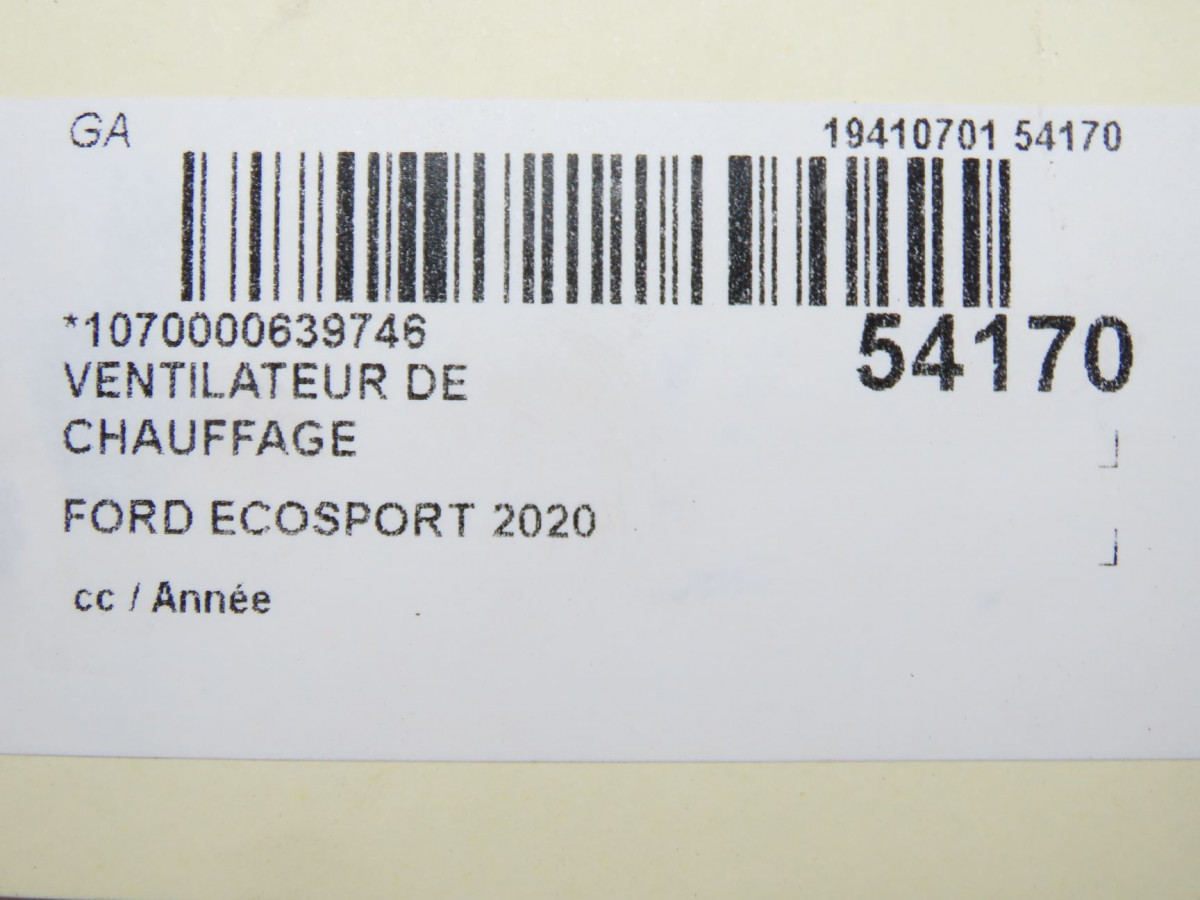 GA
19410701 54170
*1070000639746
54170
VENTILATEUR DE
CHAUFFAGE
FORD ECOSPORT 2020
cc / Année